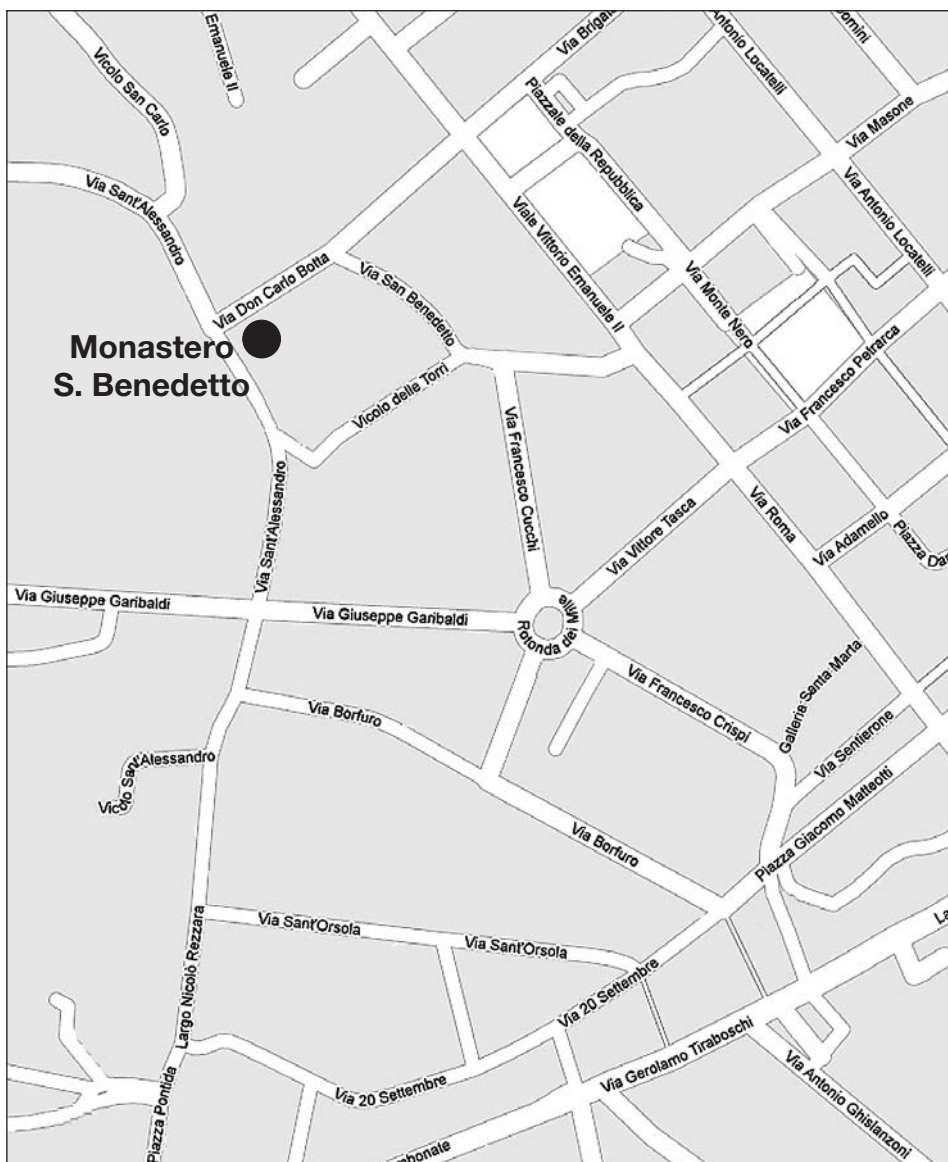 Emanuele II
Via Brigata
Antonio Locatelli
Vicolo San Carlo
Piazzale della Repubblica
Via Masone
Via Sant'Alessandro
Via Antonio Locatelli
Viale Vittorio Emanuele II
Via Don Carlo Botta
Via San Benedetto
Via Monte Nero
Monastero
S. Benedetto
Vicolo delle Torri
Via Francesco Petrarca
Via Francesco Cucchi
Via Vittore Tasca
Via Roma
Via Adamello
Via Sant'Alessandro
Via Giuseppe Garibaldi
Via Giuseppe Garibaldi
Rotonda dei Mille
Via Francesco Crispi
Galleria Santa Marta
Via Sentierone
Via Borfuro
Vicolo Sant'Alessandro
Piazza Giacomo Matteotti
Via Borfuro
Via Sant'Orsola
Via Sant'Orsola
Largo Nicolò Rezzara
Via 20 Settembre
Via Gerolamo Tiraboschi
Via 20 Settembre
Via Antonio Ghislanzoni
Piazza Pontida